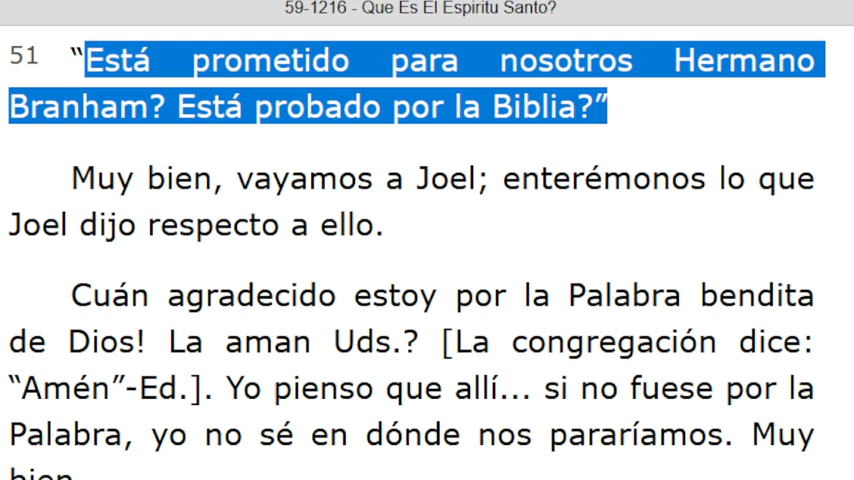 59-1216 - Que Es El Espiritu Santo?
51 “Está prometido para nosotros Hermano
Branham? Está probado por la Biblia?”
Muy bien, vayamos a Joel; enterémonos lo que
Joel dijo respecto a ello.
Cuán agradecido estoy por la Palabra bendita
de Dios! La aman Uds.? [La congregación dice:
“Amén”-Ed.]. Yo pienso que allí... si no fuese por la
Palabra, yo no sé en dónde nos pararíamos. Muy
bien